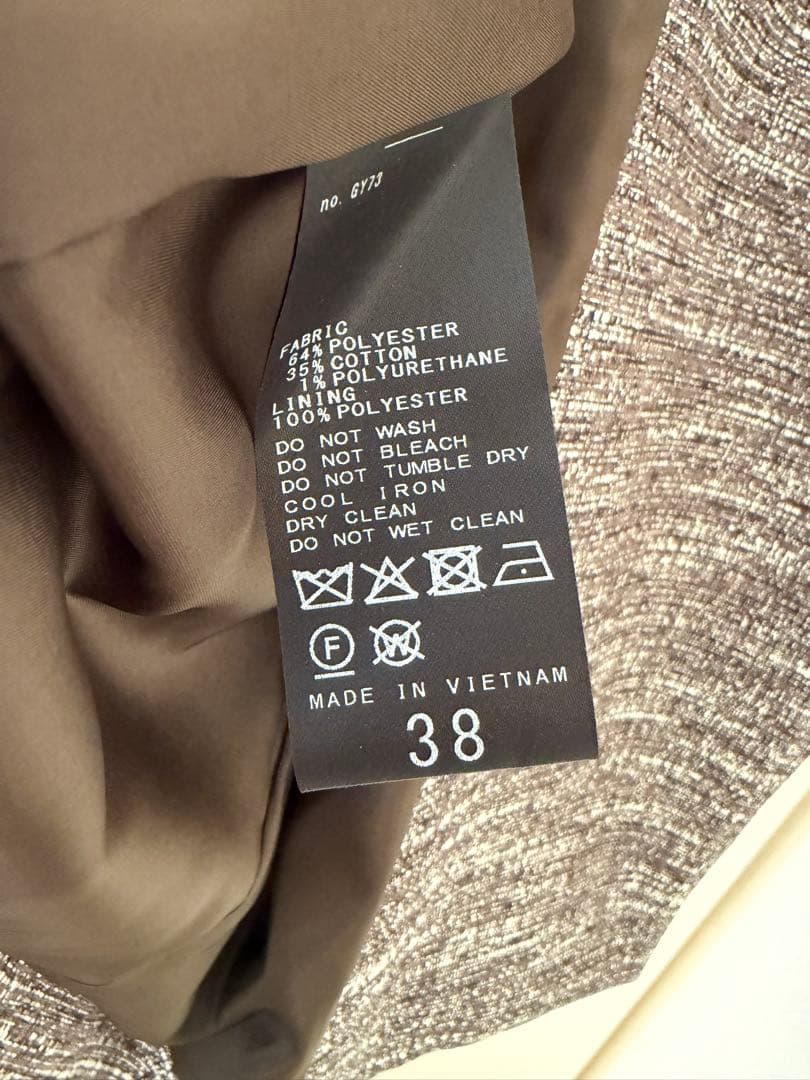 no. GY73
FABRIC
64% POLYESTER
35% COTTON
1% POLYURETHANE
LINING
100% POLYESTER
DO NOT WASH
DO NOT BLEACH
DO NOT TUMBLE DRY
COOL IRON
DRY CLEAN
DO NOT WET CLEAN
F W
MADE IN VIETNAM
38